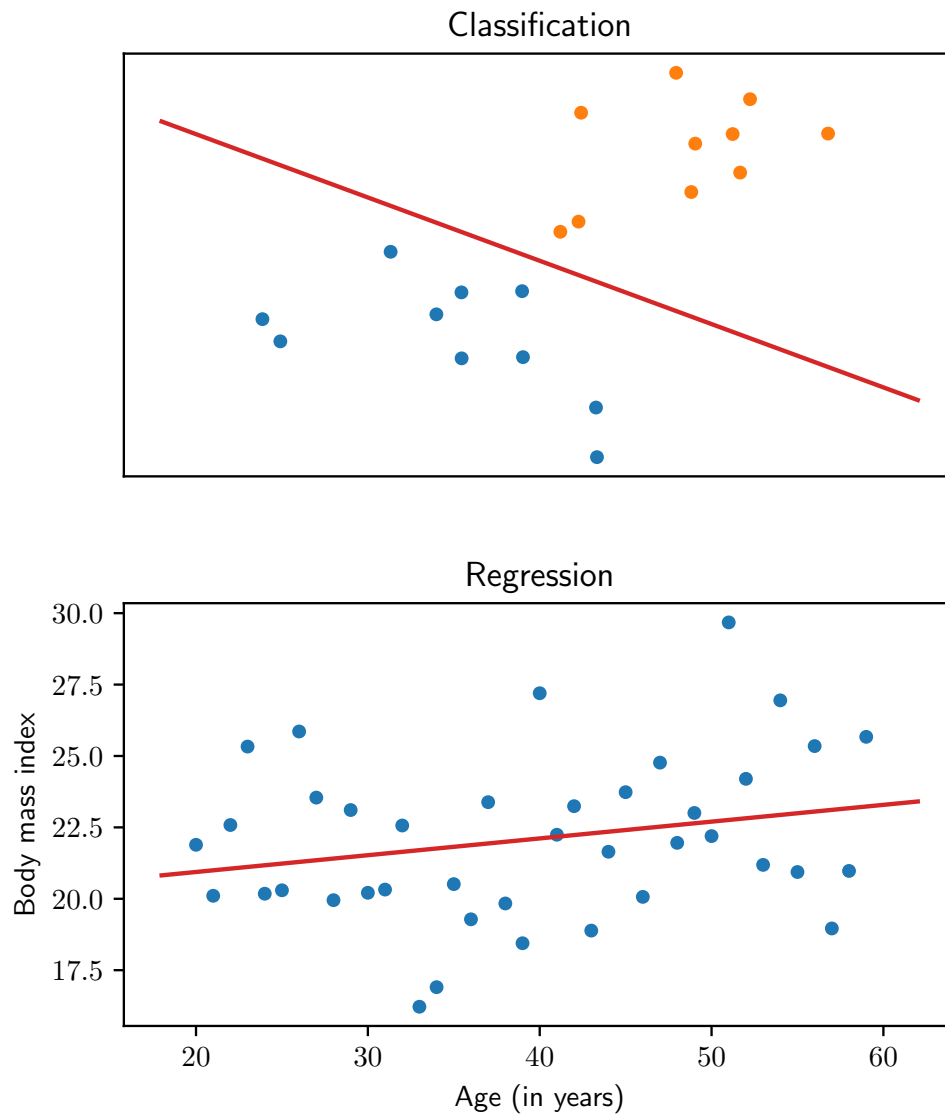 Classification
Regression
30.0
27.5
25.0
22.5
20.0
17.5
Body mass index
20 30 40 50 60
Age (in years)